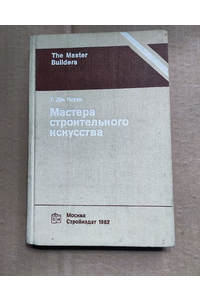 The Master
Builders
Мастера
строительного
искусства
Москва
Стройиздат 1982